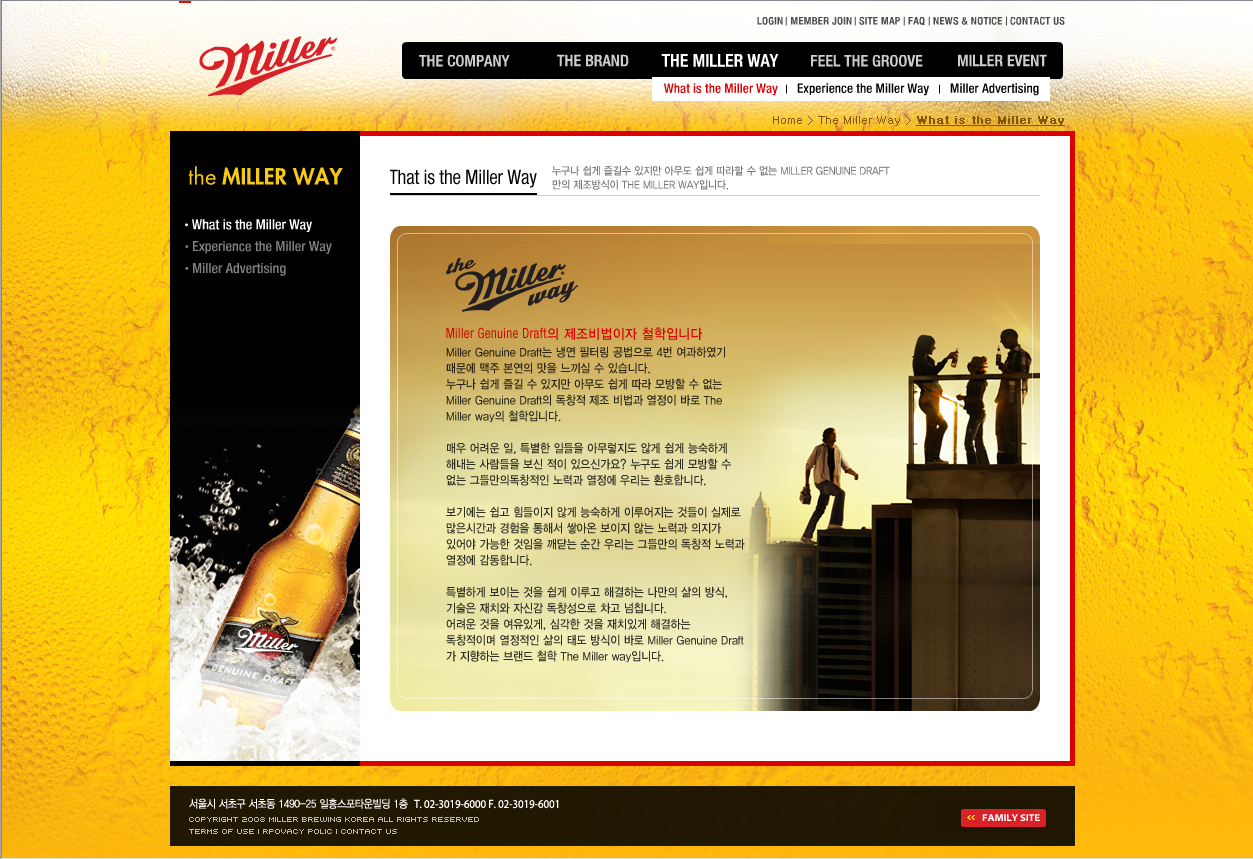 LOGIN | MEMBER JOIN | SITE MAP | FAQ | NEWS & NOTICE | CONTACT US
Miller
THE COMPANY THE BRAND THE MILLER WAY FEEL THE GROOVE MILLER EVENT
What is the Miller Way | Experience the Miller Way | Miller Advertising
Home > The Miller Way > What is the Miller Way
the MILLER WAY
• What is the Miller Way
• Experience the Miller Way
• Miller Advertising
That is the Miller Way
누구나 쉽게 즐길수 있지만 아무도 쉽게 따라할 수 없는 MILLER GENUINE DRAFT
만의 제조방식이 THE MILLER WAY입니다.
the
Miller
way
Miller Genuine Draft의 제조비법이자 철학입니다
Miller Genuine Draft는 냉연 필터링 공법으로 4번 여과하였기
때문에 맥주 본연의 맛을 느끼실 수 있습니다.
누구나 쉽게 즐길 수 있지만 아무도 쉽게 따라 모방할 수 없는
Miller Genuine Draft의 독창적 제조 비법과 열정이 바로 The
Miller way의 철학입니다.
매우 어려운 일, 특별한 일들을 아무렇지도 않게 쉽게 능숙하게
해내는 사람들을 보신 적이 있으신가요? 누구도 쉽게 모방할 수
없는 그들만의독창적인 노력과 열정에 우리는 환호합니다.
보기에는 쉽고 힘들이지 않게 능숙하게 이루어지는 것들이 실제로
많은시간과 경험을 통해서 쌓아온 보이지 않는 노력과 의지가
있어야 가능한 것임을 깨닫는 순간 우리는 그들만의 독창적 노력과
열정에 감동합니다.
특별하게 보이는 것을 쉽게 이루고 해결하는 나만의 삶의 방식,
기술은 재치와 자신감 독창성으로 차고 넘칩니다.
어려운 것을 여유있게, 심각한 것을 재치있게 해결하는
독창적이며 열정적인 삶의 태도 방식이 바로 Miller Genuine Draft
가 지향하는 브랜드 철학 The Miller way입니다.
Miller
GENUINE DRAFT
서울시 서초구 서초동 1490-25 일흥스포타운빌딩 1층 T. 02-3019-6000 F. 02-3019-6001
COPYRIGHT 2008 MILLER BREWING KOREA ALL RIGHTS RESERVED
TERMS OF USE | RPOVACY POLIC | CONTACT US
« FAMILY SITE